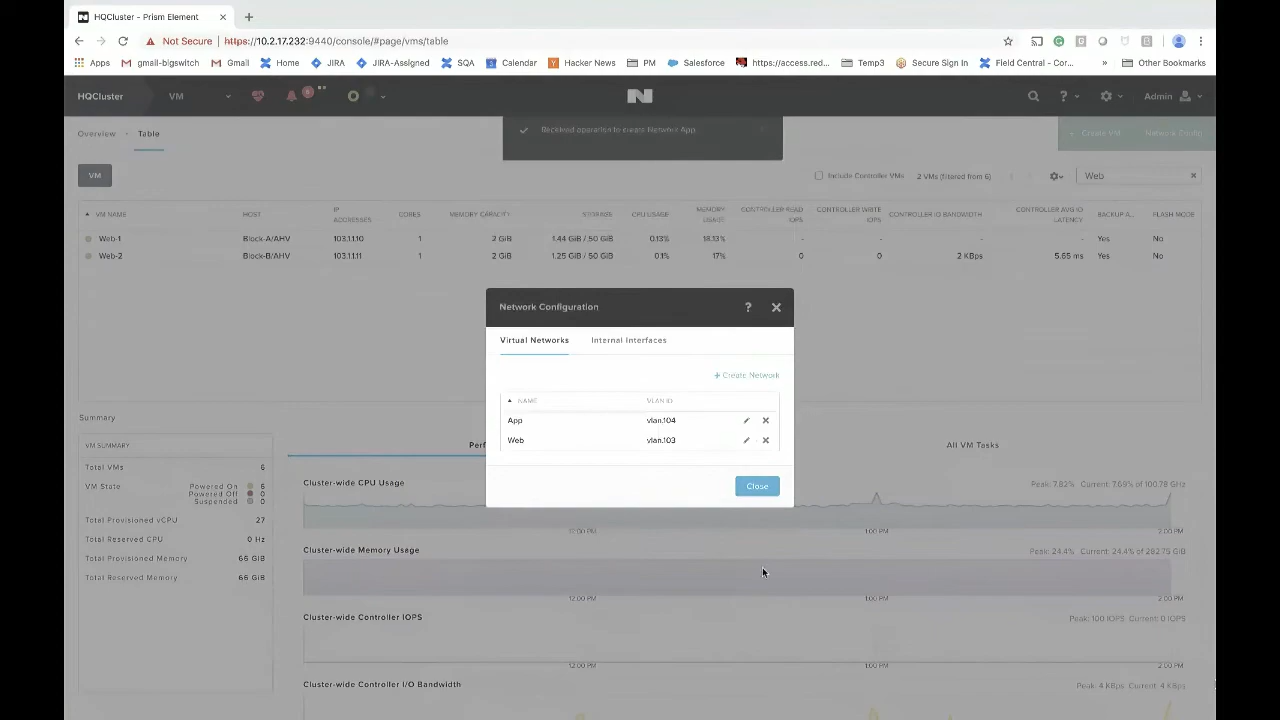 HQCluster - Prism Element
Not Secure | https://10.2.17.232:9440/console/#page/vms/table
Apps gmail-bigswitch Gmail Home JIRA JIRA-Assigned SQA Calendar Hacker News PM Salesforce https://access.red... Temp3 Secure Sign In Field Central - Cor... » Other Bookmarks
HQCluster VM ? Admin
Overview · Table
Received operation to create Network App.
+ Create VM Network Config
VM
Include Controller VMs 2 VMs (filtered from 6) Web
VM NAME HOST IP ADDRESSES CORES MEMORY CAPACITY STORAGE CPU USAGE MEMORY USAGE CONTROLLER READ IOPS CONTROLLER WRITE IOPS CONTROLLER IO BANDWIDTH CONTROLLER AVG IO LATENCY BACKUP A... FLASH MODE
Web-1 Block-A/AHV 103.1.1.10 1 2 GiB 1.44 GiB / 50 GiB 0.13% 18.13% - - - - Yes No
Web-2 Block-B/AHV 103.1.1.11 1 2 GiB 1.25 GiB / 50 GiB 0.1% 17% 0 0 2 KBps 5.65 ms Yes No
Network Configuration ?
Virtual Networks Internal Interfaces
+ Create Network
NAME VLAN ID
App vlan.104
Web vlan.103
Close
Summary
VM SUMMARY
Total VMs 6
VM State Powered On 6
Powered Off 0
Suspended 0
Total Provisioned vCPU 27
Total Reserved CPU 0 Hz
Total Provisioned Memory 66 GiB
Total Reserved Memory 66 GiB
Perf All VM Tasks
Cluster-wide CPU Usage Peak: 7.82% Current: 7.69% of 100.78 GHz
12:00 PM 1:00 PM 2:00 PM
Cluster-wide Memory Usage Peak: 24.4% Current: 24.4% of 282.75 GiB
12:00 PM 1:00 PM 2:00 PM
Cluster-wide Controller IOPS Peak: 100 IOPS Current: 0 IOPS
12:00 PM 1:00 PM 2:00 PM
Cluster-wide Controller I/O Bandwidth Peak: 4 KBps Current: 4 KBps